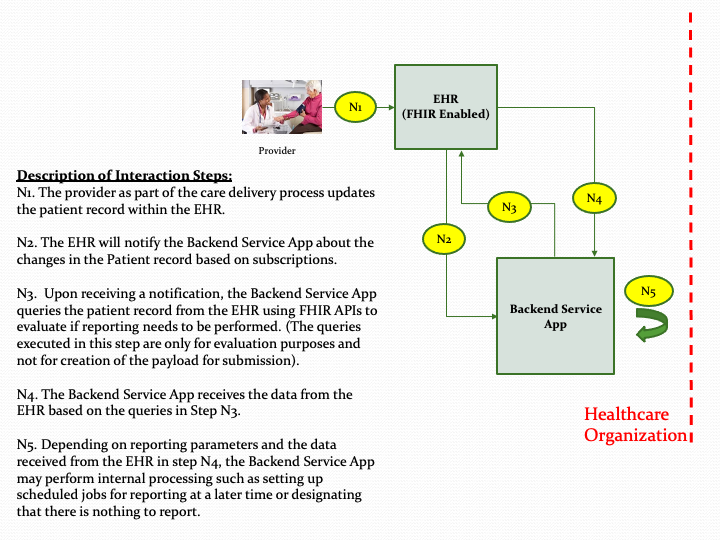 EHR
(FHIR Enabled)
N1
Provider
Description of Interaction Steps:
N1. The provider as part of the care delivery process updates
the patient record within the EHR.
N2. The EHR will notify the Backend Service App about the
changes in the Patient record based on subscriptions.
N3.  Upon receiving a notification, the Backend Service App
queries the patient record from the EHR using FHIR APIs to
evaluate if reporting needs to be performed. (The queries
executed in this step are only for evaluation purposes and
not for creation of the payload for submission).
N4. The Backend Service App receives the data from the
EHR based on the queries in Step N3.
N5. Depending on reporting parameters and the data
received from the EHR in step N4, the Backend Service App
may perform internal processing such as setting up
scheduled jobs for reporting at a later time or designating
that there is nothing to report.
N4
N3
N2
N5
Backend Service
App
Healthcare
Organization